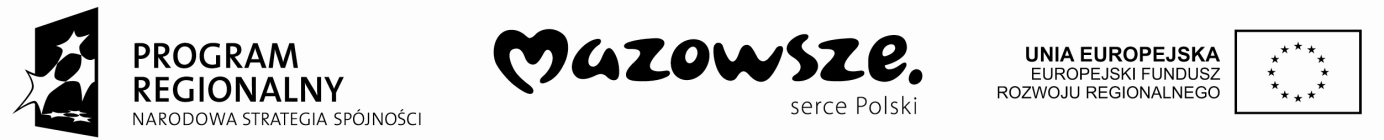 PROGRAM
REGIONALNY
NARODOWA STRATEGIA SPÓJNOŚCI
mazowsze.
serce Polski
UNIA EUROPEJSKA
EUROPEJSKI FUNDUSZ
ROZWOJU REGIONALNEGO